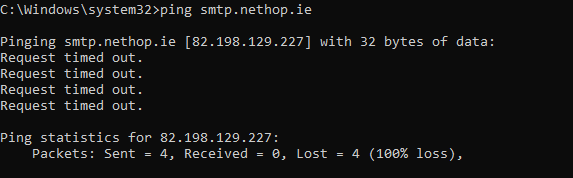 C:\Windows\system32>ping smtp.nethop.ie
Pinging smtp.nethop.ie [82.198.129.227] with 32 bytes of data:
Request timed out.
Request timed out.
Request timed out.
Request timed out.
Ping statistics for 82.198.129.227:
    Packets: Sent = 4, Received = 0, Lost = 4 (100% loss),